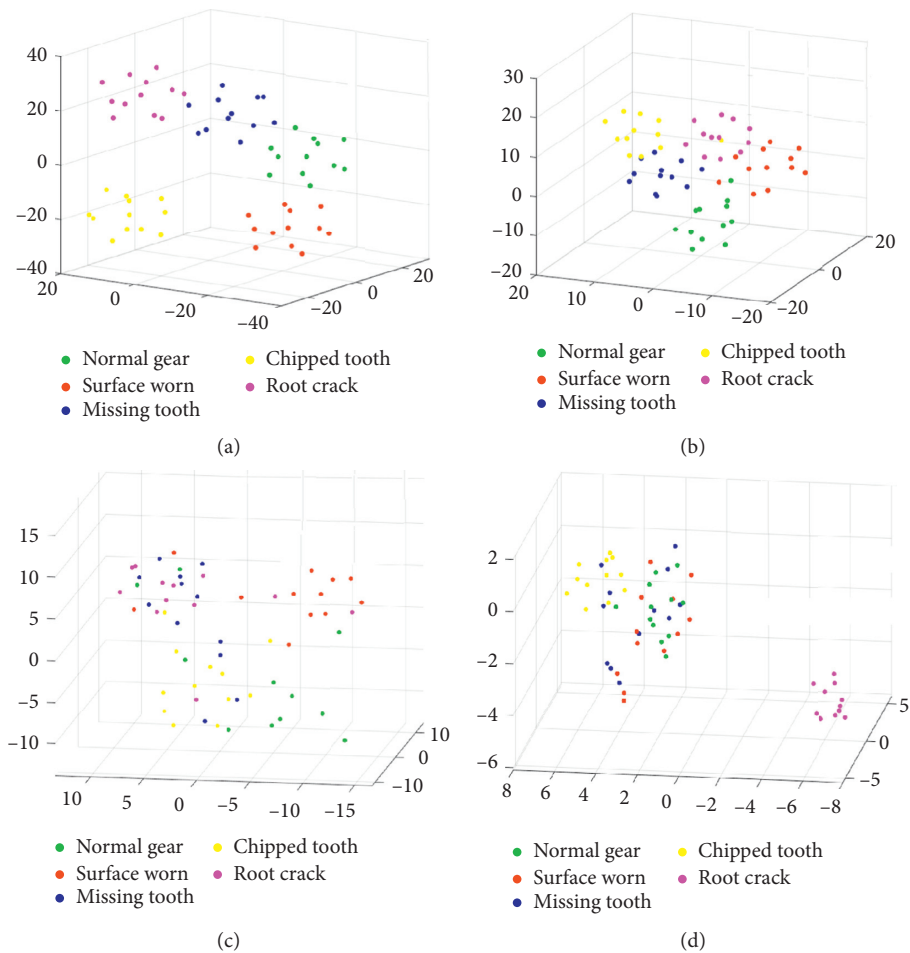 40
20
0
−20
−40
20
0
−20
−40
−20
0
20
Normal gear
Chipped tooth
Surface worn
Root crack
Missing tooth
(a)
30
20
10
0
−10
−20
20
10
0
−10
−20
−20
0
20
Normal gear
Chipped tooth
Surface worn
Root crack
Missing tooth
(b)
15
10
5
0
−5
−10
10
5
0
−5
−10
−15
−10
0
10
Normal gear
Chipped tooth
Surface worn
Root crack
Missing tooth
(c)
2
0
−2
−4
−6
8
6
4
2
0
−2
−4
−6
−8
−5
0
5
Normal gear
Chipped tooth
Surface worn
Root crack
Missing tooth
(d)